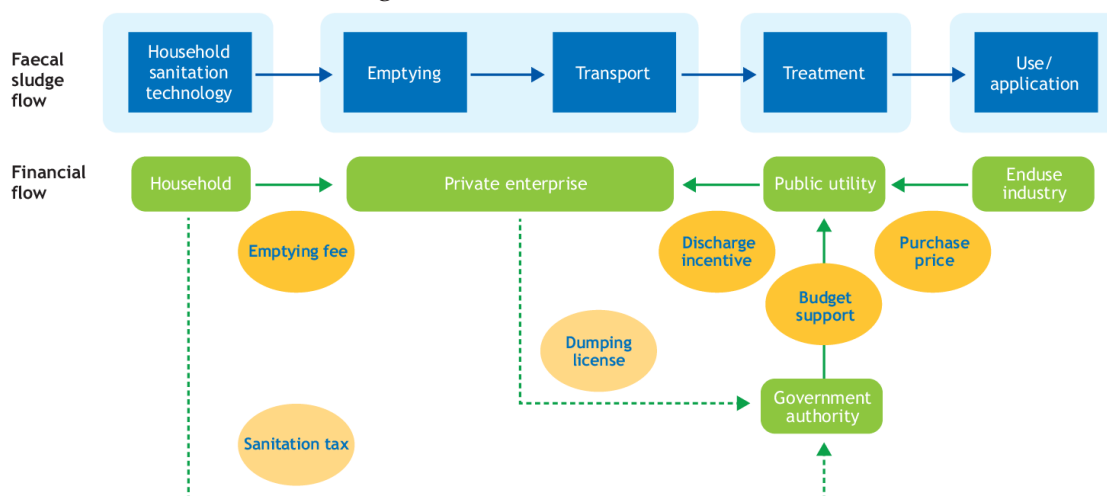 Faecal
sludge
flow
Household
sanitation
technology
Emptying
Transport
Treatment
Use/
application
Financial
flow
Household
Private enterprise
Public utility
Enduse
industry
Emptying fee
Discharge
incentive
Purchase
price
Budget
support
Dumping
license
Government
authority
Sanitation tax